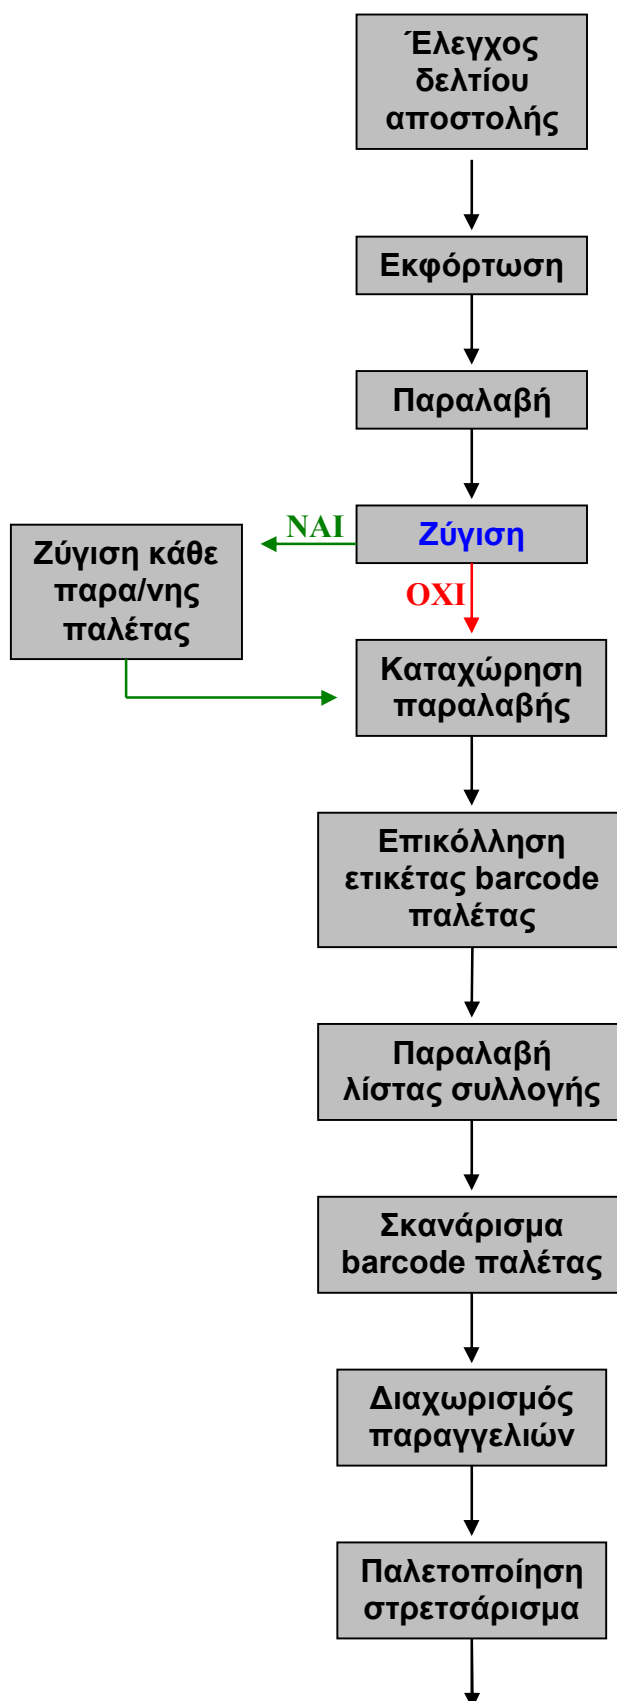 Έλεγχος
δελτίου
αποστολής
Εκφόρτωση
Παραλαβή
Ζύγιση
ΝΑΙ
Ζύγιση κάθε
παρα/νης
παλέτας
ΟΧΙ
Καταχώρηση
παραλαβής
Επικόλληση
ετικέτας barcode
παλέτας
Παραλαβή
λίστας συλλογής
Σκανάρισμα
barcode παλέτας
Διαχωρισμός
παραγγελιών
Παλετοποίηση
στρετσάρισμα